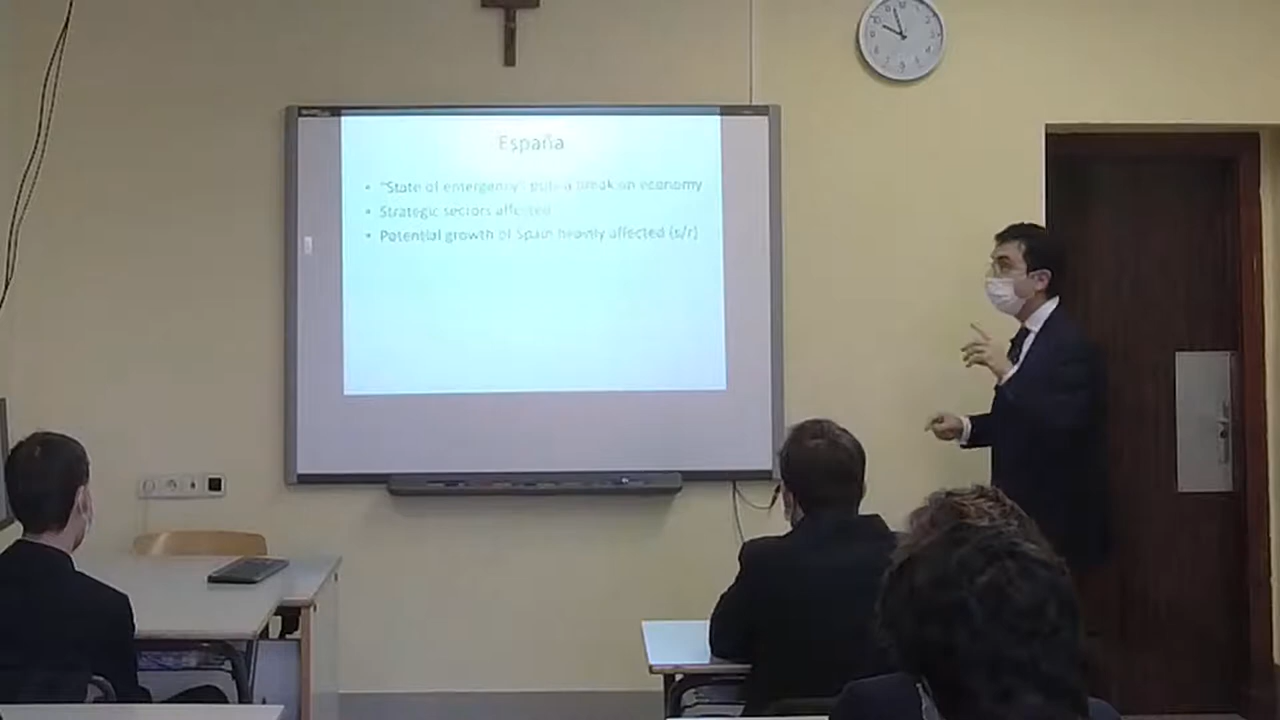 España
"State of emergency" puts a break on economy
Strategic sectors affected
Potential growth of Spain heavily affected (s/r)